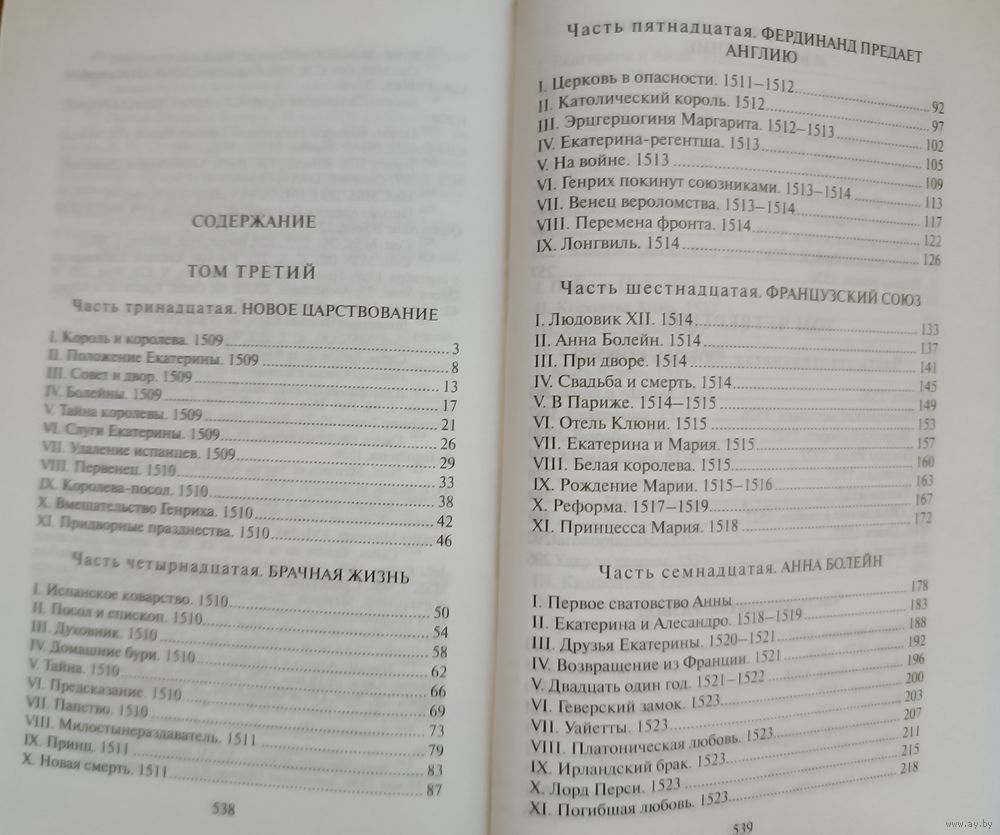 СОДЕРЖАНИЕ
ТОМ ТРЕТИЙ
Часть тринадцатая. НОВОЕ ЦАРСТВОВАНИЕ
I. Король и королева. 1509 3
II. Положение Екатерины. 1509 8
III. Совет и двор. 1509 13
IV. Болейны. 1509 17
V. Тайна королевы. 1509 21
VI. Слуги Екатерины. 1509 26
VII. Удаление испанцев. 1509 29
VIII. Первенец. 1510 33
IX. Королева-посол. 1510 38
X. Вмешательство Генриха. 1510 42
XI. Придворные празднества. 1510 46
Часть четырнадцатая. БРАЧНАЯ ЖИЗНЬ
I. Испанское коварство. 1510 50
II. Посол и епископ. 1510 54
III. Духовник. 1510 58
IV. Домашние бури. 1510 62
V. Тайна. 1510 66
VI. Предсказание. 1510 69
VII. Папство. 1510 73
VIII. Милостынераздаватель. 1511 79
IX. Принц. 1511 83
X. Новая смерть. 1511 87
538
Часть пятнадцатая. ФЕРДИНАНД ПРЕДАЕТ
АНГЛИЮ
I. Церковь в опасности. 1511–1512 92
II. Католический король. 1512 97
III. Эрцгерцогиня Маргарита. 1512–1513 102
IV. Екатерина-регентша. 1513 105
V. На войне. 1513 109
VI. Генрих покинут союзниками. 1513–1514 113
VII. Венец вероломства. 1513–1514 117
VIII. Перемена фронта. 1514 122
IX. Лонгвиль. 1514 126
Часть шестнадцатая. ФРАНЦУЗСКИЙ СОЮЗ
I. Людовик XII. 1514 133
II. Анна Болейн. 1514 137
III. При дворе. 1514 141
IV. Свадьба и смерть. 1514 145
V. В Париже. 1514–1515 149
VI. Отель Клюни. 1515 153
VII. Екатерина и Мария. 1515 157
VIII. Белая королева. 1515 160
IX. Рождение Марии. 1515–1516 163
X. Реформа. 1517–1519 167
XI. Принцесса Мария. 1518 172
Часть семнадцатая. АННА БОЛЕЙН
I. Первое сватовство Анны 178
II. Екатерина и Алесандро. 1518–1519 183
III. Друзья Екатерины. 1520–1521 188
IV. Возвращение из Франции. 1521 192
V. Двадцать один год. 1521–1522 196
VI. Геверский замок. 1523 200
VII. Уайетты. 1523 203
VIII. Платоническая любовь. 1523 207
IX. Ирландский брак. 1523 211
X. Лорд Перси. 1523 215
XI. Погибшая любовь. 1523 218
539
www.ay.by